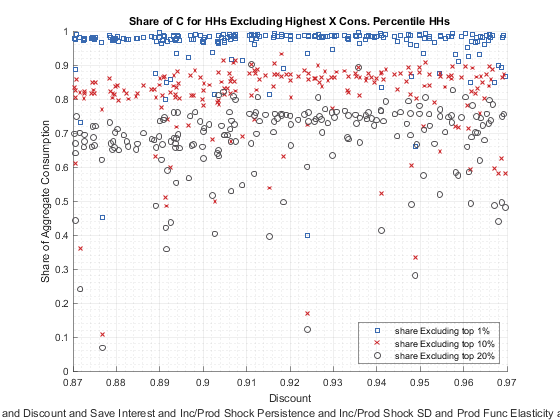 Share of C for HHs Excluding Highest X Cons. Percentile HHs
1
0.9
0.8
0.7
0.6
0.5
0.4
0.3
0.2
0.1
0
Share of Aggregate Consumption
share Excluding top 1%
share Excluding top 10%
share Excluding top 20%
0.87 0.88 0.89 0.9 0.91 0.92 0.93 0.94 0.95 0.96 0.97
Discount
and Discount and Save Interest and Inc/Prod Shock Persistence and Inc/Prod Shock SD and Prod Func Elasticity